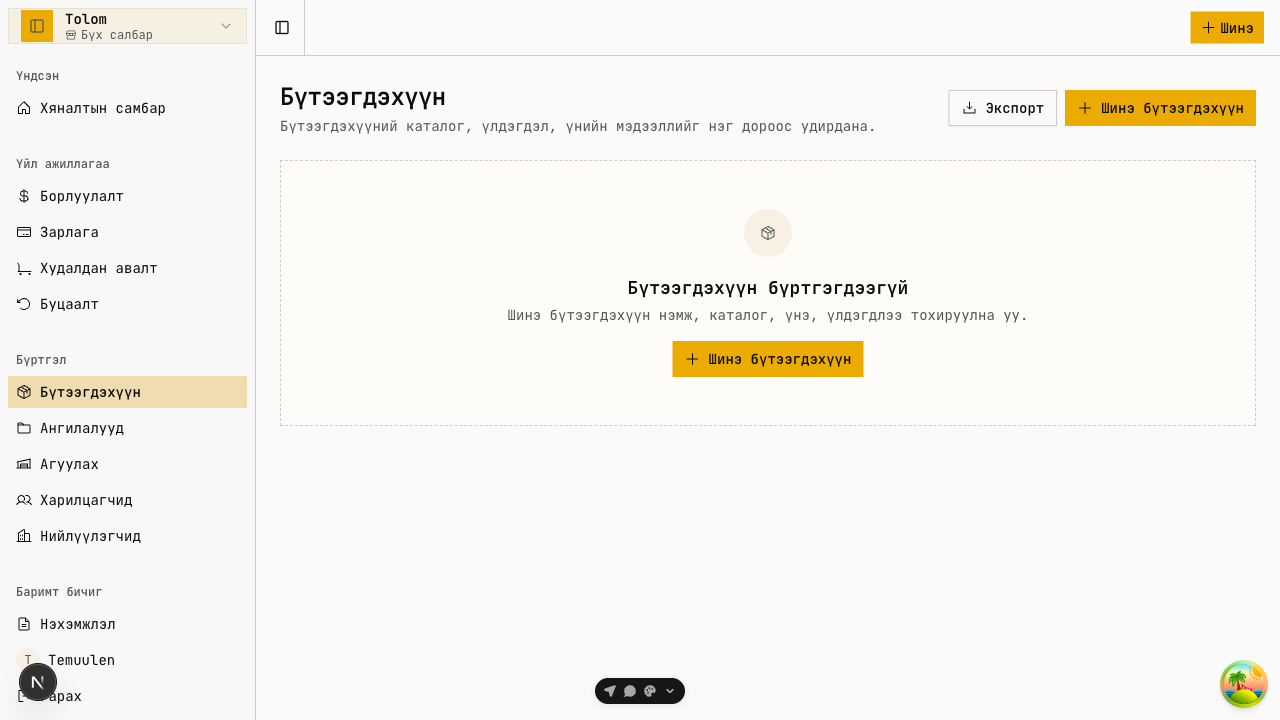 Tolom
Бүх салбар
Үндсэн
Хяналтын самбар
Үйл ажиллагаа
Борлуулалт
Зарлага
Худалдан авалт
Буцаалт
Бүртгэл
Бүтээгдэхүүн
Ангилалууд
Агуулах
Харилцагчид
Нийлүүлэгчид
Баримт бичиг
Нэхэмжлэл
T
Temuulen
N
Шинэ
Бүтээгдэхүүн
Бүтээгдэхүүний каталог, үлдэгдэл, үнийн мэдээллийг нэг дороос удирдана.
Экспорт
Шинэ бүтээгдэхүүн
Бүтээгдэхүүн бүртгэгдээгүй
Шинэ бүтээгдэхүүн нэмж, каталог, үнэ, үлдэгдлээ тохируулна уу.
Шинэ бүтээгдэхүүн